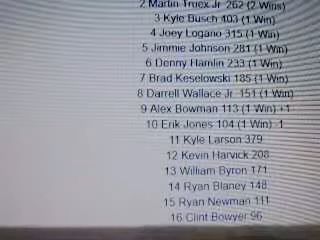 2 Martin Truex Jr 262 (2 Wins)
3 Kyle Busch 403 (1 Win)
4 Joey Logano 315 (1 Win)
5 Jimmie Johnson 281 (1 Win)
6 Denny Hamlin 233 (1 Win)
7 Brad Keselowski 185 (1 Win)
8 Darrell Wallace Jr. 151 (1 Win)
9 Alex Bowman 113 (1 Win) +1
10 Erik Jones 104 (1 Win) -1
11 Kyle Larson 379
12 Kevin Harvick 208
13 William Byron 171
14 Ryan Blaney 148
15 Ryan Newman 111
16 Clint Bowyer 96